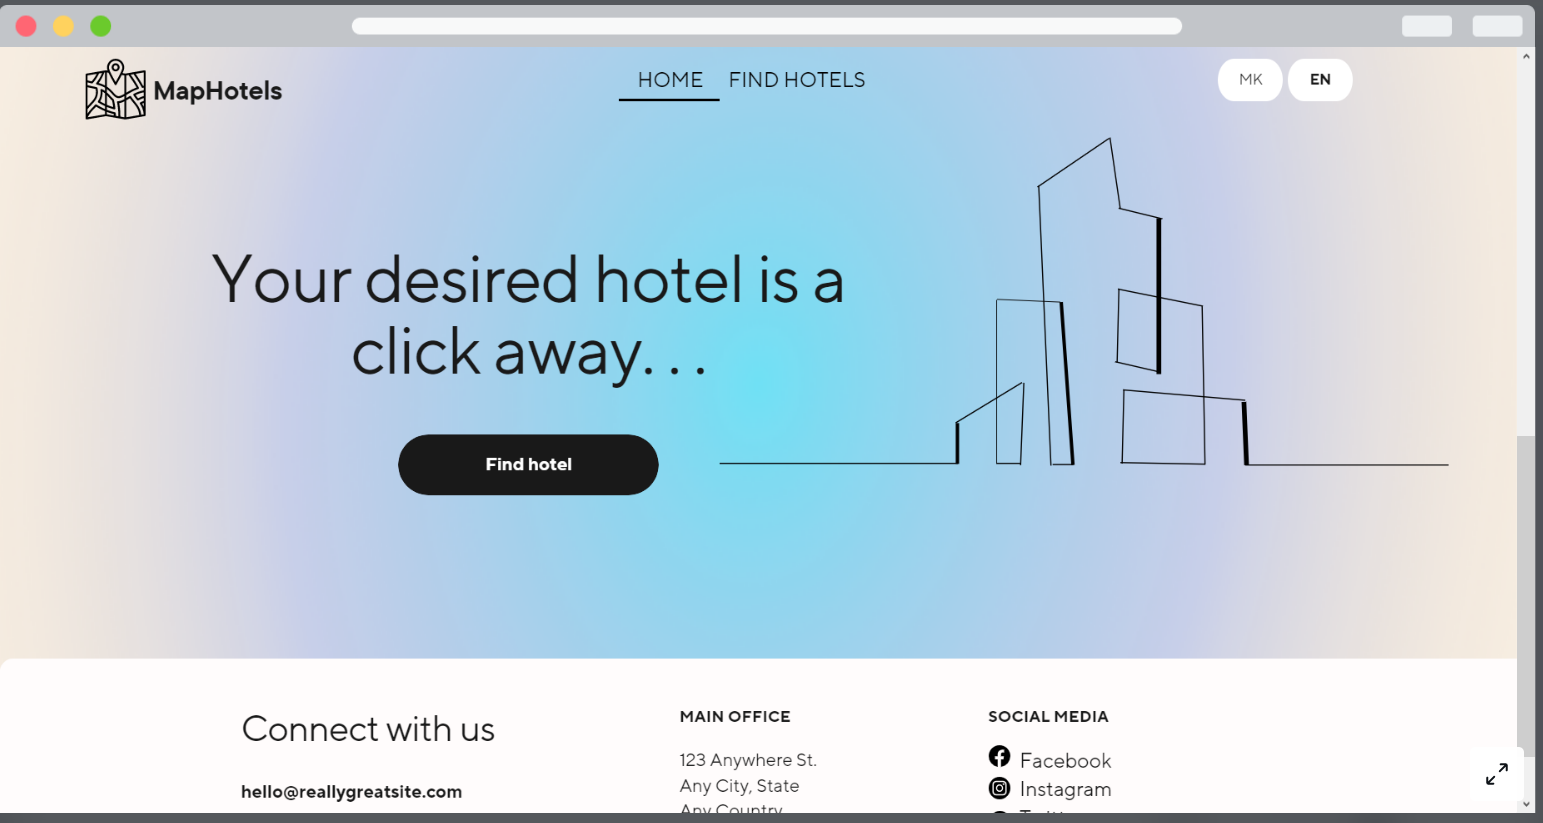 MapHotels
HOME FIND HOTELS
MK EN
Your desired hotel is a
click away...
Find hotel
Connect with us
hello@reallygreatsite.com
MAIN OFFICE
123 Anywhere St.
Any City, State
Any Country
SOCIAL MEDIA
Facebook
Instagram